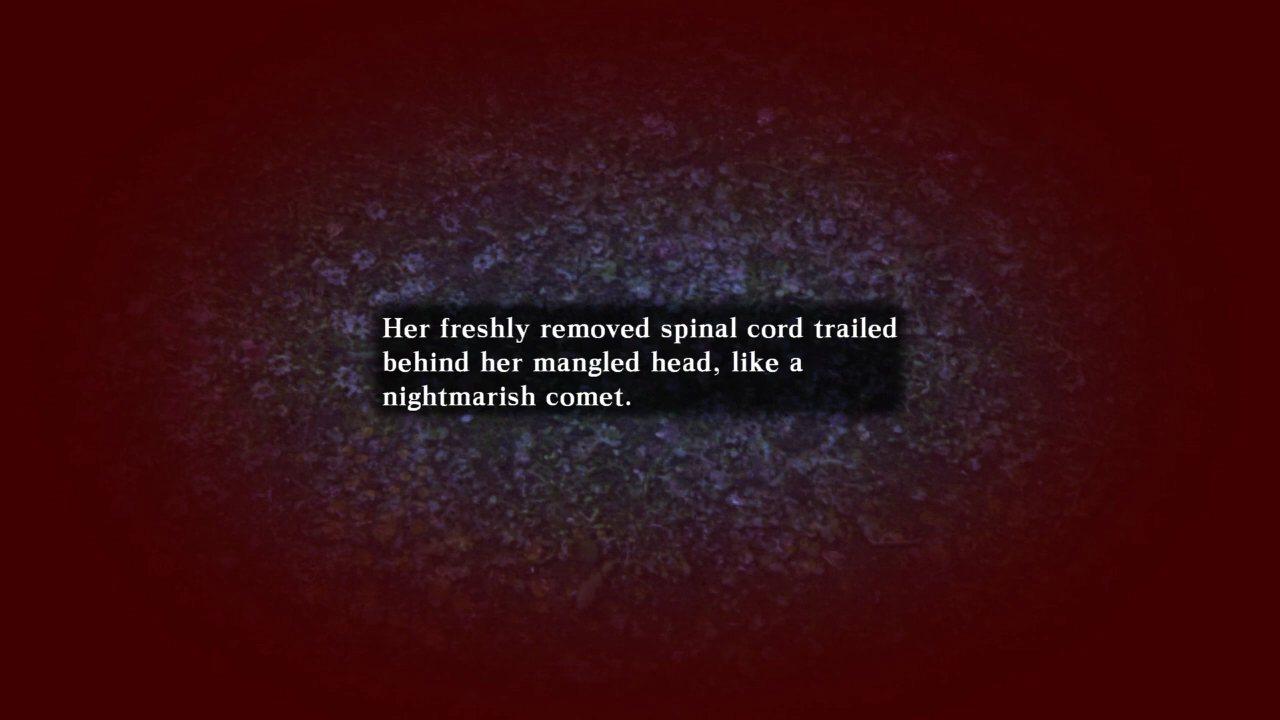 Her freshly removed spinal cord trailed
behind her mangled head, like a
nightmarish comet.